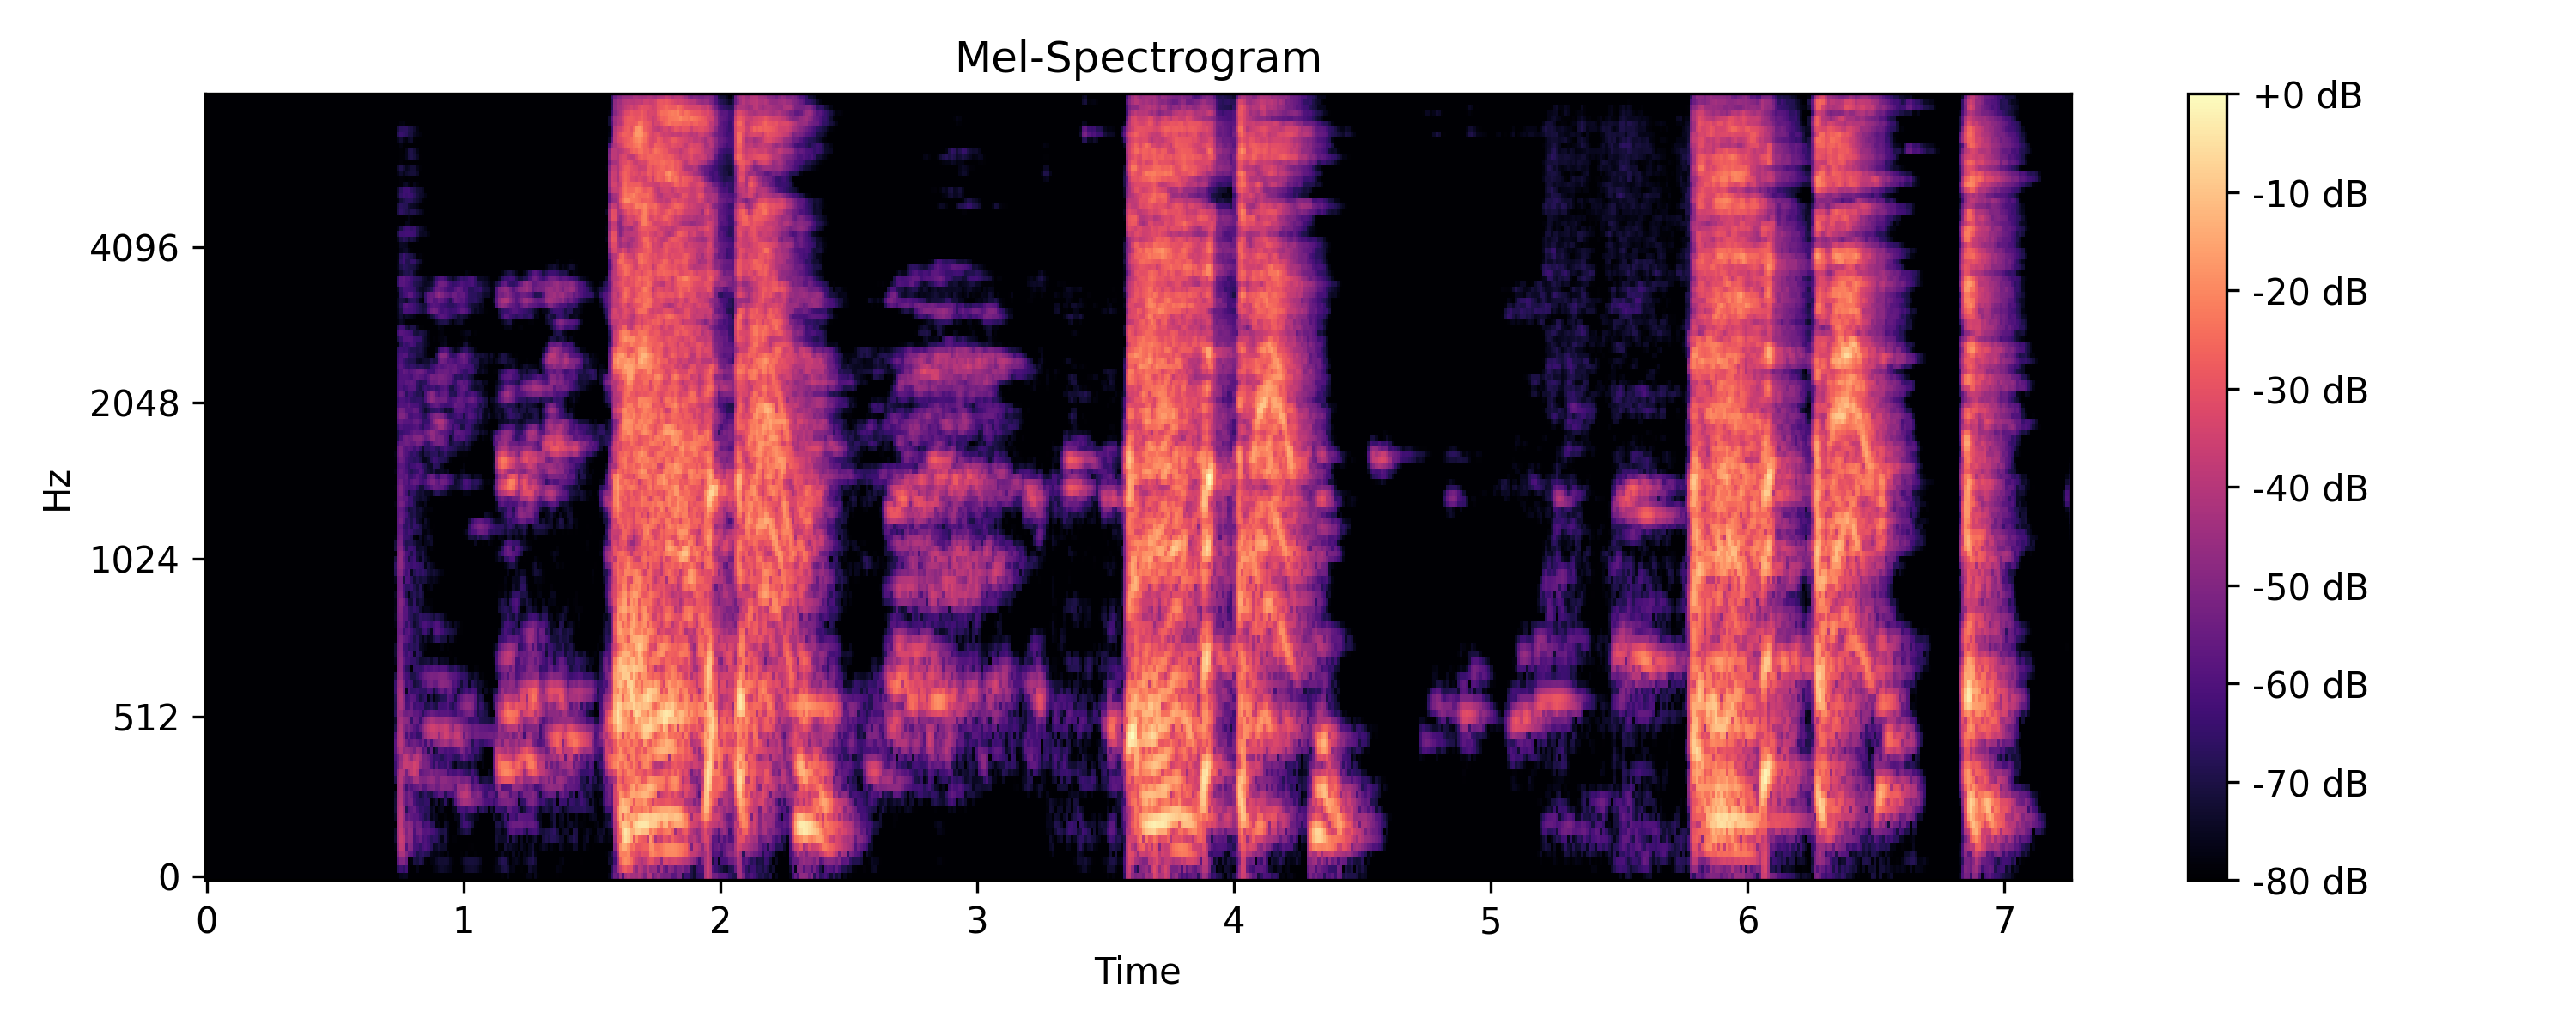 Mel-Spectrogram
+0 dB
-10 dB
-20 dB
-30 dB
-40 dB
-50 dB
-60 dB
-70 dB
-80 dB
Hz
4096
2048
1024
512
0
0 1 2 3 4 5 6 7
Time